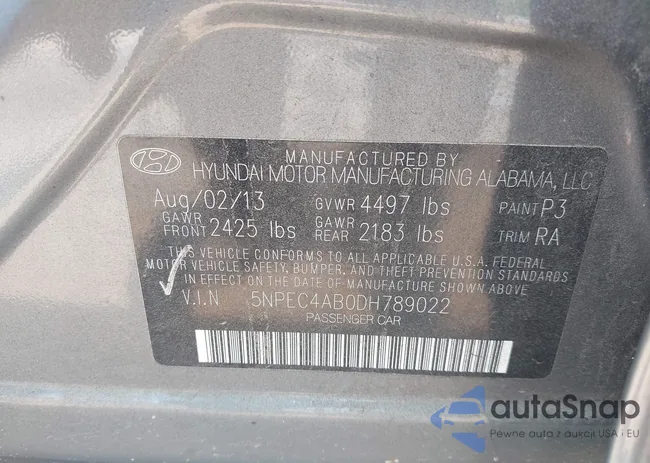 MANUFACTURED BY
HYUNDAI MOTOR MANUFACTURING ALABAMA, LLC
Aug/02/13 GVWR 4497 lbs PAINT P3
GAWR FRONT 2425 lbs GAWR REAR 2183 lbs TRIM RA
THIS VEHICLE CONFORMS TO ALL APPLICABLE U.S.A. FEDERAL
MOTOR VEHICLE SAFETY, BUMPER, AND THEFT PREVENTION STANDARDS
IN EFFECT ON THE DATE OF MANUFACTURE SHOWN ABOVE.
V.I.N 5NPEC4AB0DH789022
PASSENGER CAR
autaSnap
Pewne auta z aukcji USA i EU